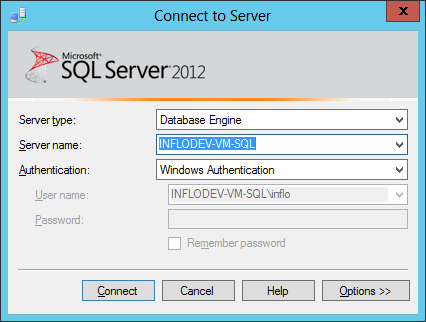 Connect to Server
x
Microsoft
SQL Server 2012
Server type: Database Engine
Server name: INFLODEV-VM-SQL
Authentication: Windows Authentication
User name: INFLODEV-VM-SQL\inflo
Password:
Remember password
Connect Cancel Help Options >>